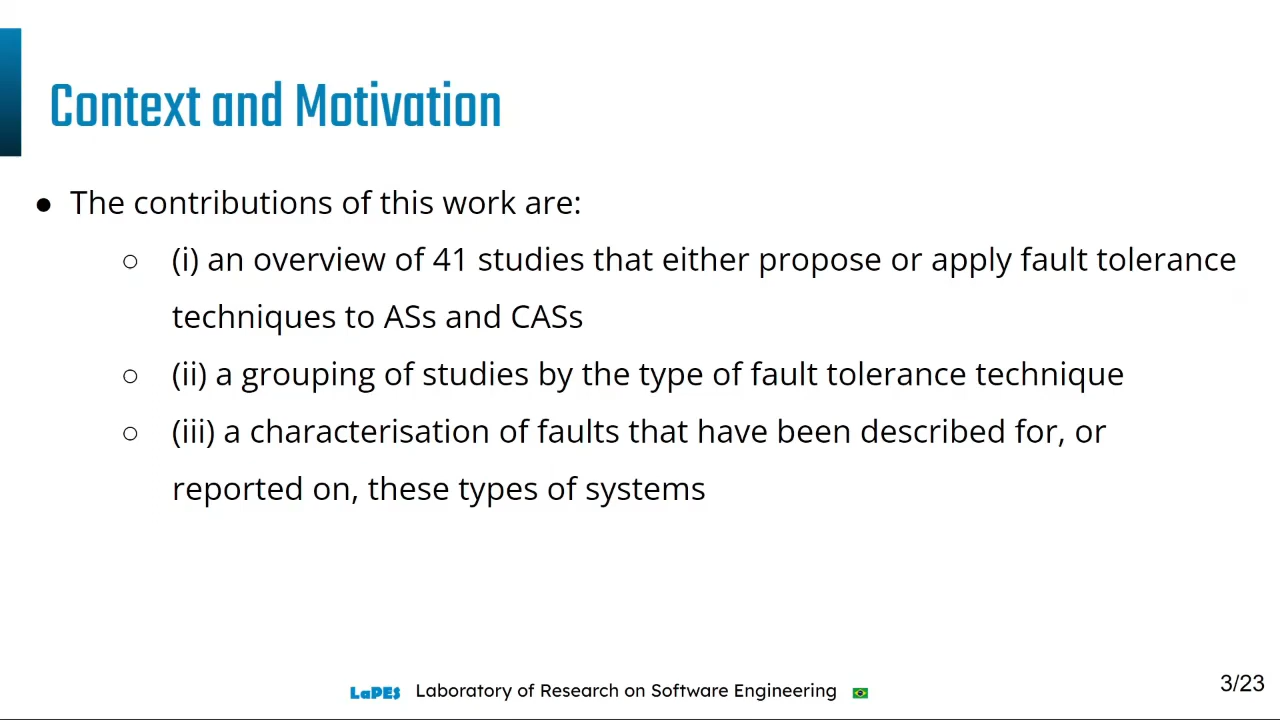 Context and Motivation
● The contributions of this work are:
○ (i) an overview of 41 studies that either propose or apply fault tolerance
techniques to ASs and CASs
○ (ii) a grouping of studies by the type of fault tolerance technique
○ (iii) a characterisation of faults that have been described for, or
reported on, these types of systems
LaPES Laboratory of Research on Software Engineering
3/23